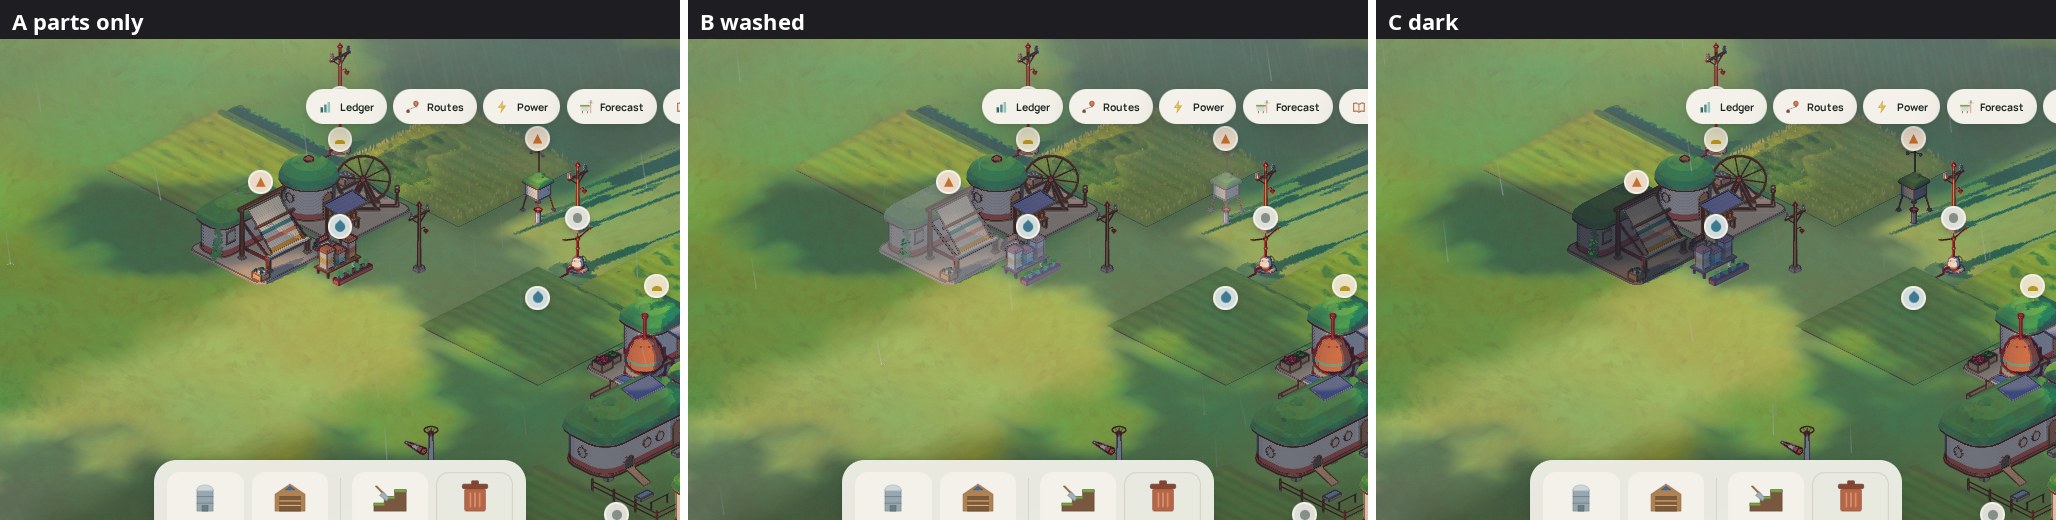 A parts only
B washed
C dark
Ledger
Routes
Power
Forecast
Ledger
Routes
Power
Forecast
Ledger
Routes
Power
Forecast